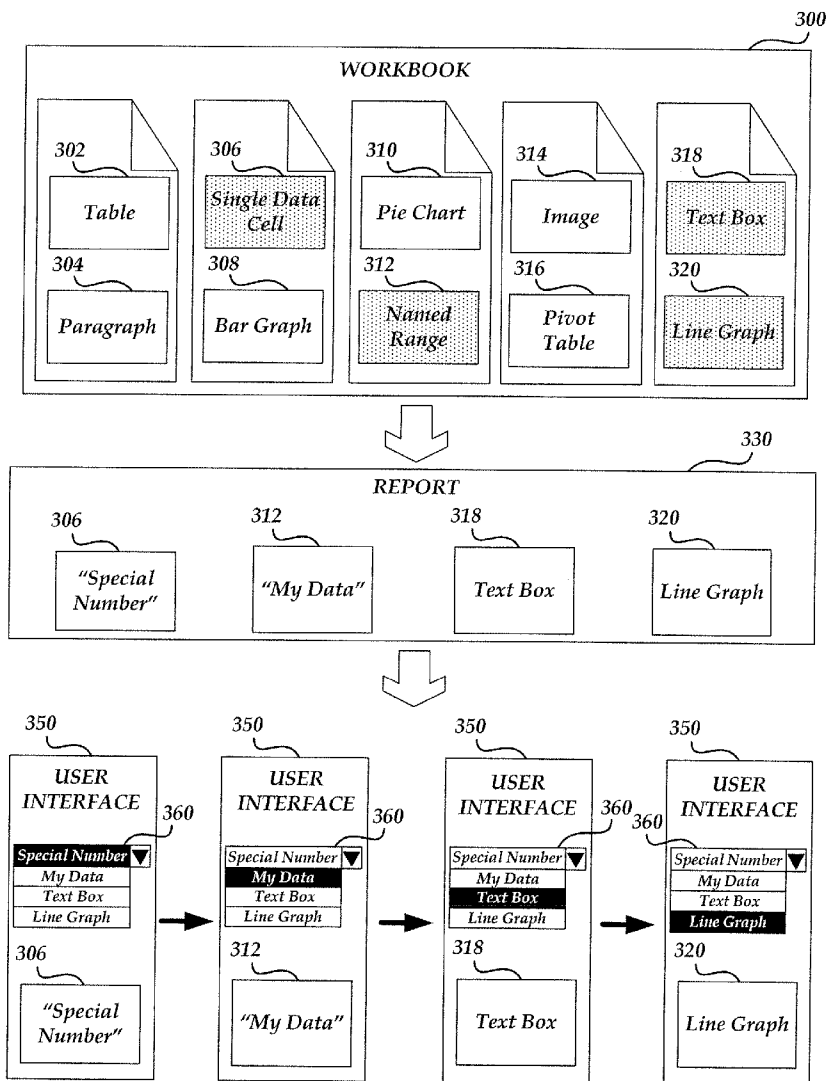 300
WORKBOOK
302
306
310
314
318
Table
Single Data
Cell
Pie Chart
Image
Text Box
304
308
312
316
320
Paragraph
Bar Graph
Named
Range
Pivot
Table
Line Graph
330
REPORT
306
312
318
320
"Special
Number"
"My Data"
Text Box
Line Graph
350
USER
INTERFACE
360
Special Number
My Data
Text Box
Line Graph
306
"Special
Number"
350
USER
INTERFACE
360
Special Number
My Data
Text Box
Line Graph
312
"My Data"
350
USER
INTERFACE
360
Special Number
My Data
Text Box
Line Graph
318
Text Box
350
USER
INTERFACE
360
Special Number
My Data
Text Box
Line Graph
320
Line Graph